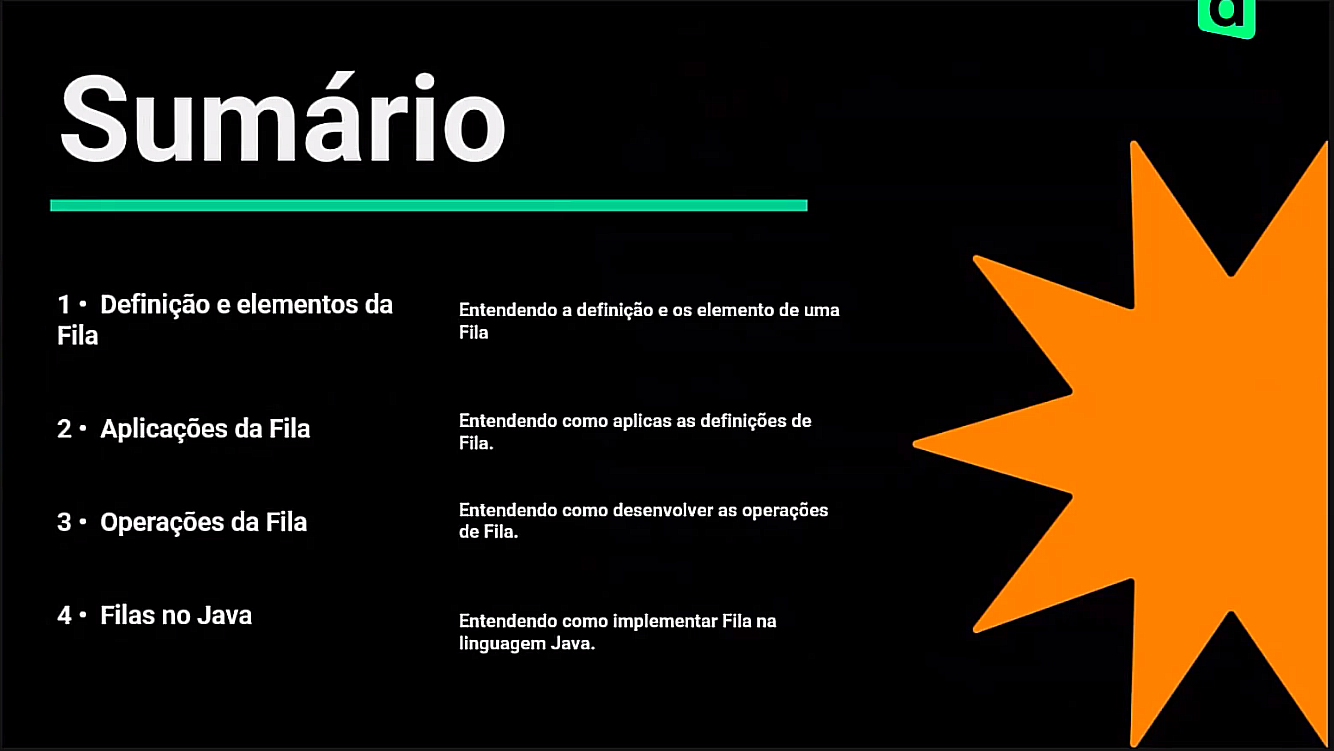 Sumário
1 • Definição e elementos da
Fila
Entendendo a definição e os elemento de uma
Fila
2 • Aplicações da Fila
Entendendo como aplicas as definições de
Fila.
3 • Operações da Fila
Entendendo como desenvolver as operações
de Fila.
4 • Filas no Java
Entendendo como implementar Fila na
linguagem Java.